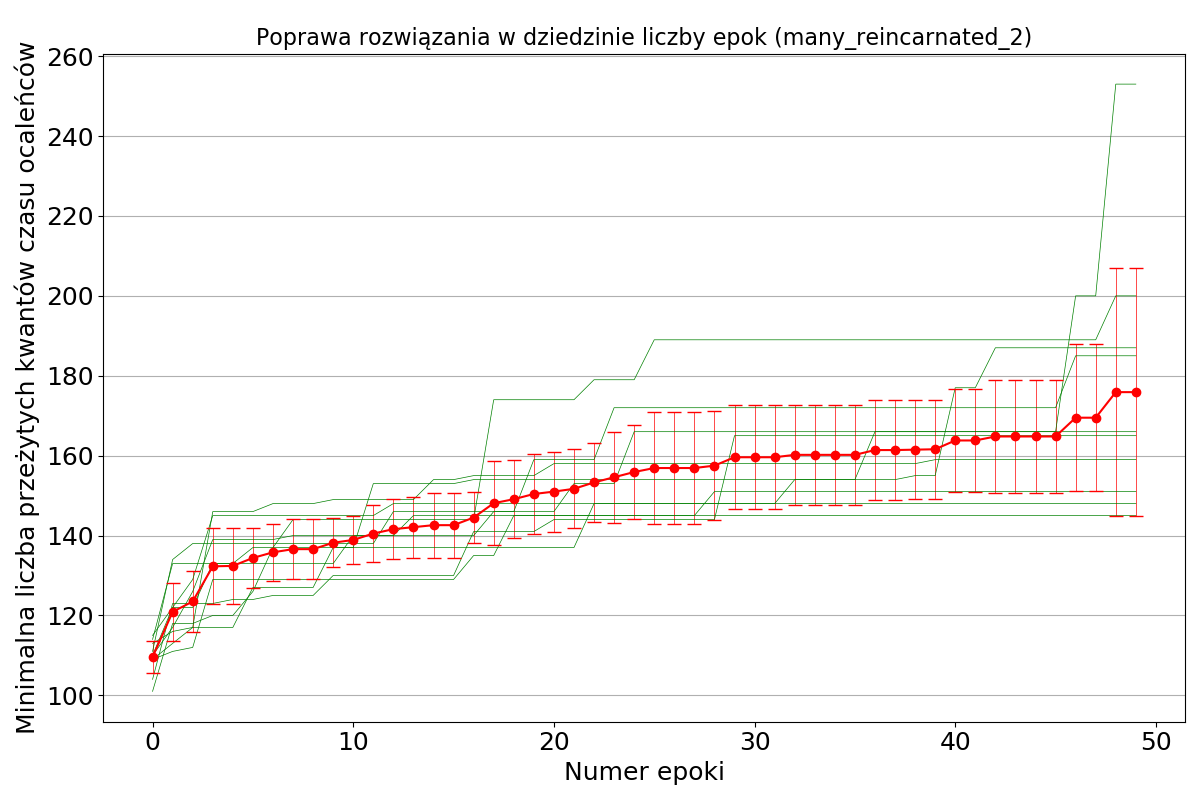 Poprawa rozwiązania w dziedzinie liczby epok (many_reincarnated_2)
Minimalna liczba przeżytych kwantów czasu ocaleńców
260
240
220
200
180
160
140
120
100
0 10 20 30 40 50
Numer epoki